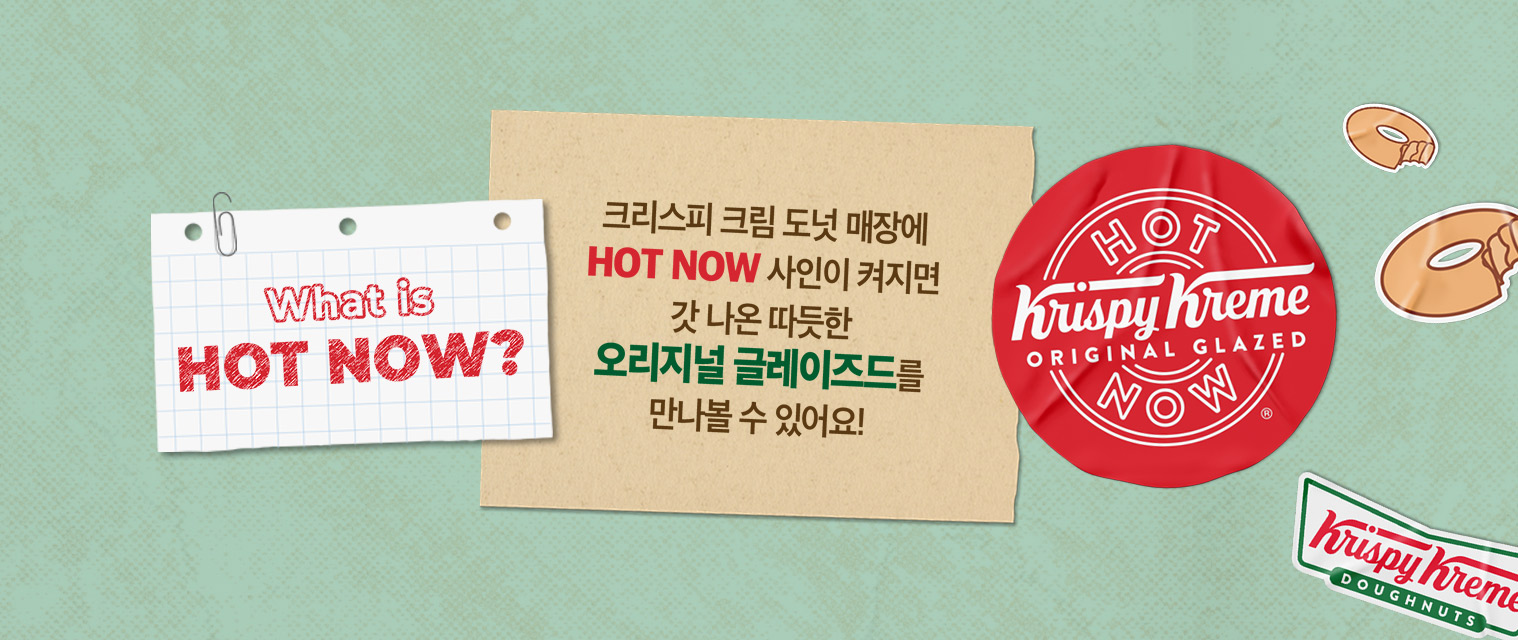 What is
HOT NOW?
크리스피 크림 도넛 매장에
HOT NOW 사인이 켜지면
갓 나온 따듯한
오리지널 글레이즈드를
만나볼 수 있어요!
HOT
Krispy Kreme
ORIGINAL GLAZED
NOW
®
Krispy Kreme
DOUGHNUTS